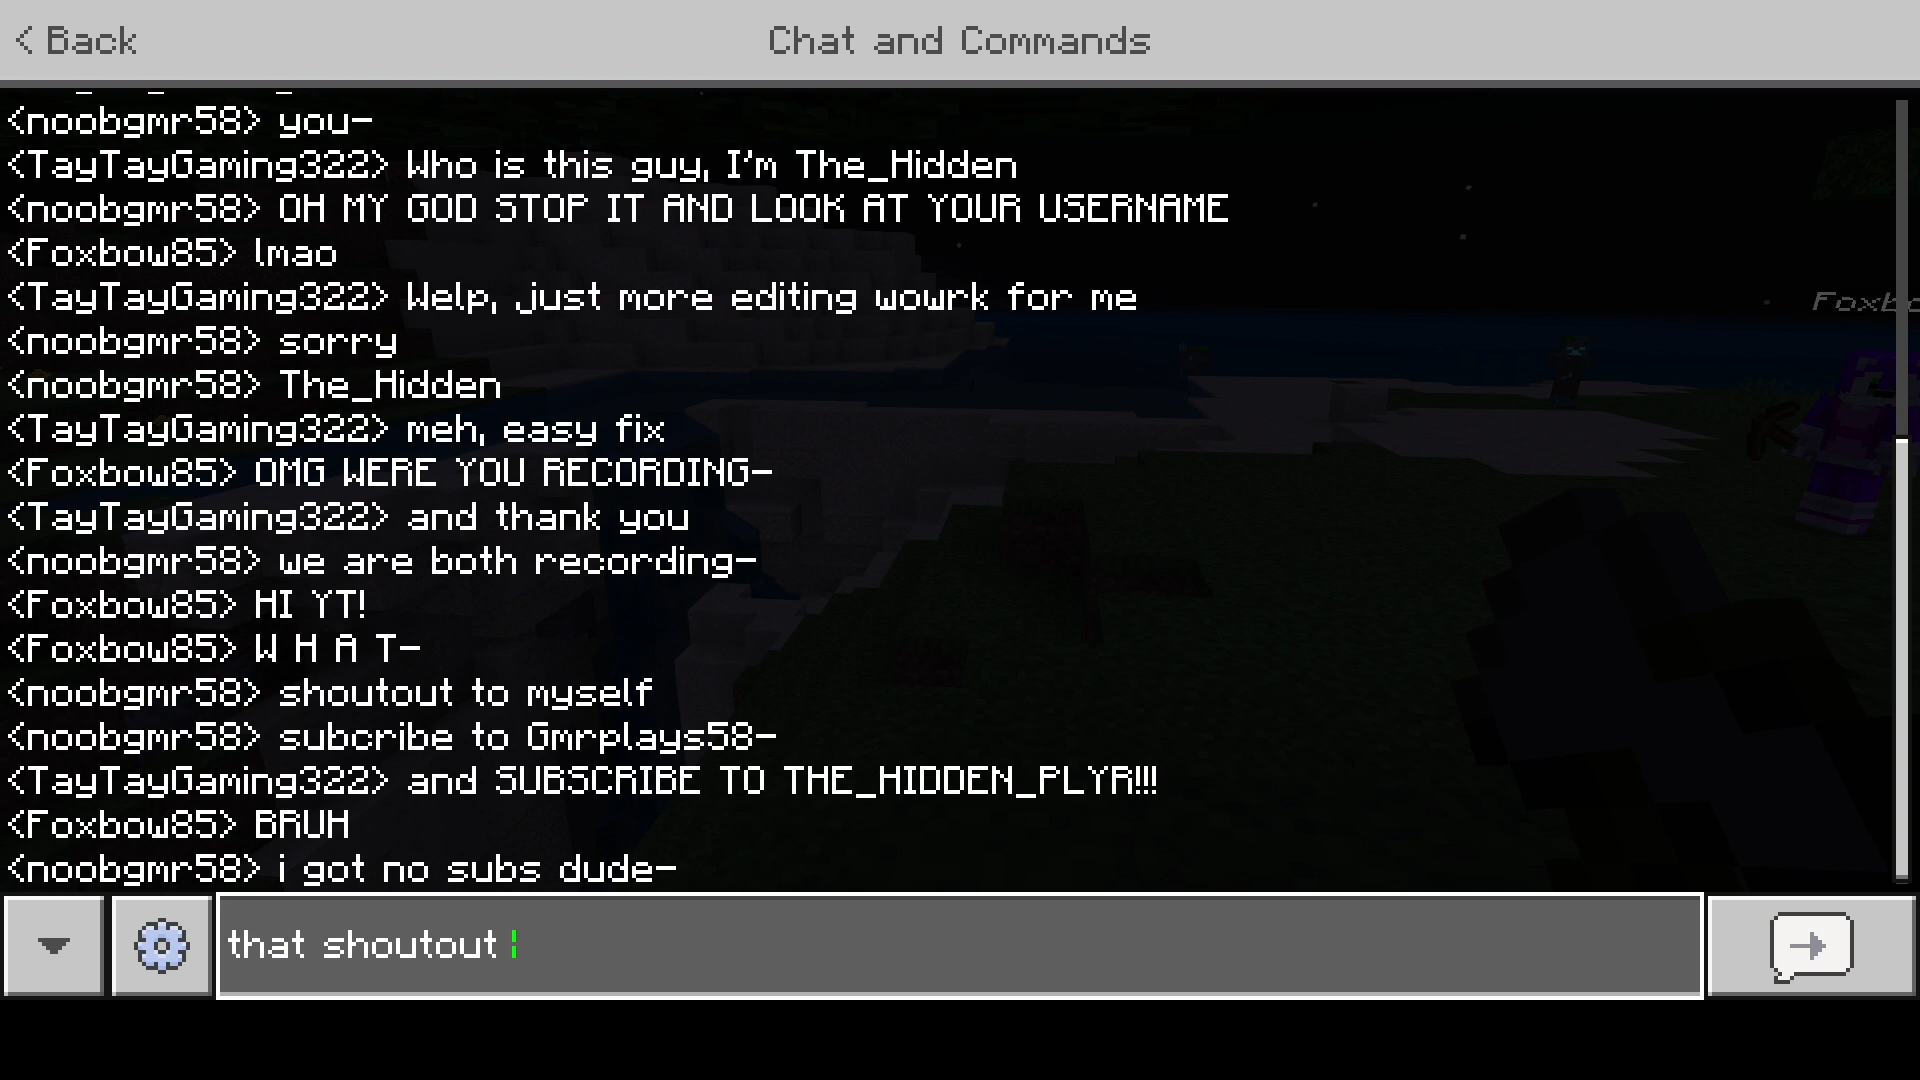 < Back
Chat and Commands
<noobgmr58> you-
<TayTayGaming322> Who is this guy, I'm The_Hidden
<noobgmr58> OH MY GOD STOP IT AND LOOK AT YOUR USERNAME
<Foxbow85> lmao
<TayTayGaming322> Welp, just more editing wowrk for me
<noobgmr58> sorry
<noobgmr58> The_Hidden
<TayTayGaming322> meh, easy fix
<Foxbow85> OMG WERE YOU RECORDING-
<TayTayGaming322> and thank you
<noobgmr58> we are both recording-
<Foxbow85> HI YT!
<Foxbow85> W H A T-
<noobgmr58> shoutout to myself
<noobgmr58> subcribe to Gmrplays58-
<TayTayGaming322> and SUBSCRIBE TO THE_HIDDEN_PLYR!!!
<Foxbow85> BRUH
<noobgmr58> i got no subs dude-
that shoutout